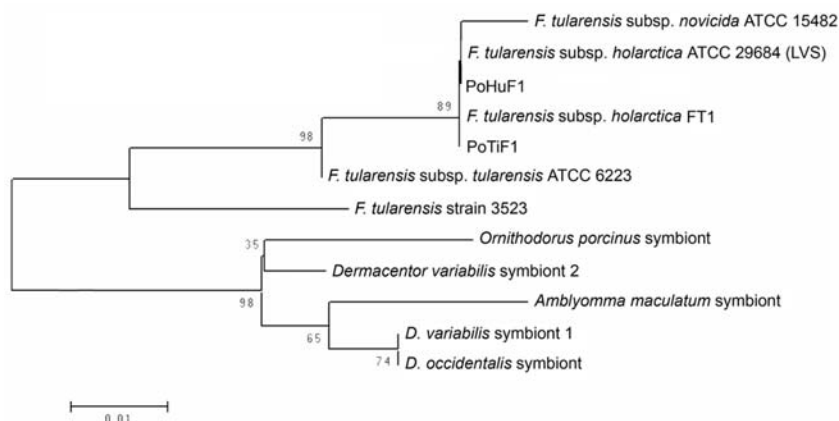 F. tularensis subsp. novicida ATCC 15482
F. tularensis subsp. holarctica ATCC 29684 (LVS)
PoHuF1
89
F. tularensis subsp. holarctica FT1
98
PoTiF1
F. tularensis subsp. tularensis ATCC 6223
F. tularensis strain 3523
35
Ornithodorus porcinus symbiont
Dermacentor variabilis symbiont 2
98
Amblyomma maculatum symbiont
65
D. variabilis symbiont 1
74
D. occidentalis symbiont
0.01